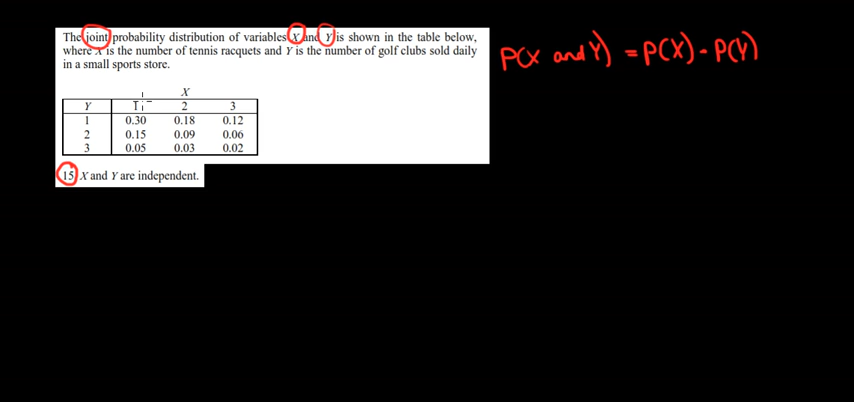 The joint probability distribution of variables X and Y is shown in the table below,
where X is the number of tennis racquets and Y is the number of golf clubs sold daily
in a small sports store.
P(X and Y) = P(X) · P(Y)
X
Y 2 3
1 0.30 0.18 0.12
2 0.15 0.09 0.06
3 0.05 0.03 0.02
15. X and Y are independent.